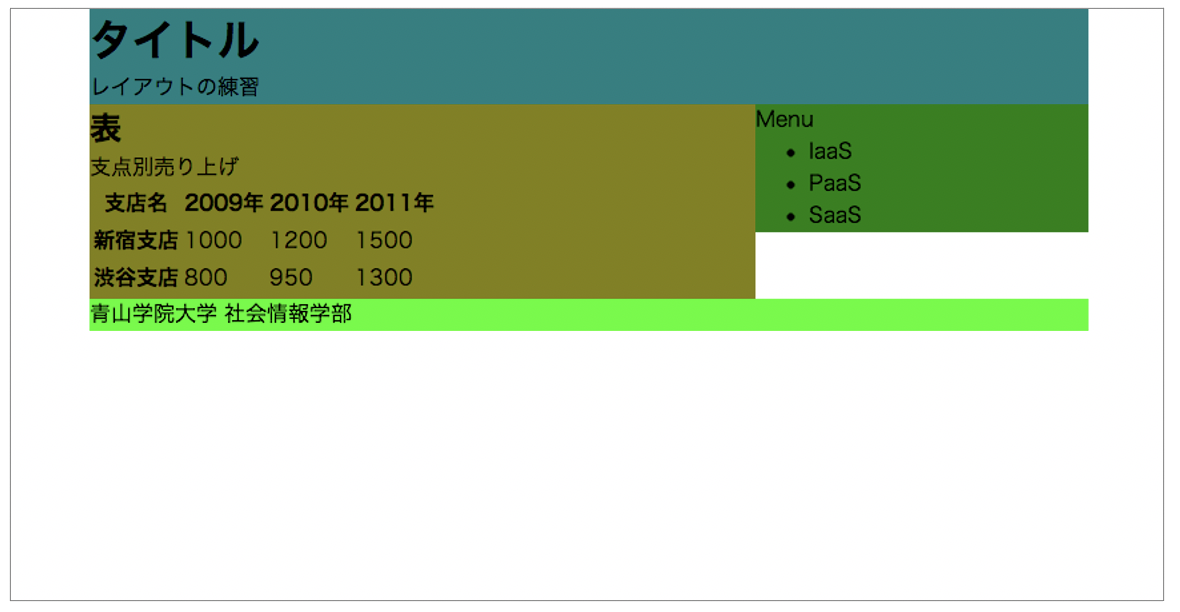 タイトル
レイアウトの練習
表
支点別売り上げ
支店名 2009年 2010年 2011年
新宿支店 1000 1200 1500
渋谷支店 800 950 1300
Menu
IaaS
PaaS
SaaS
青山学院大学 社会情報学部